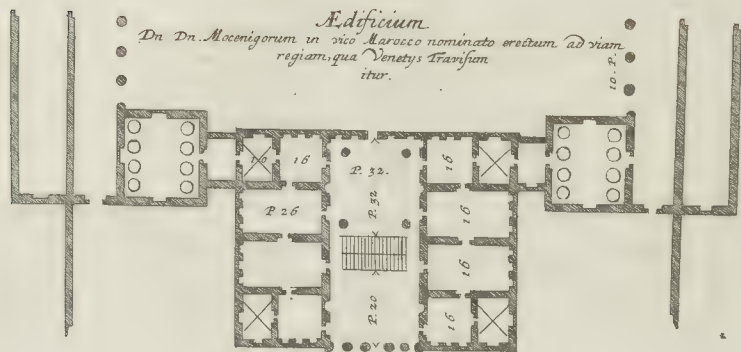 Ædificium
Dn Dn. Mocenigorum in vico Marocco nominato erectum ad viam
regiam, qua Venetys Travisum
itur.
10. P.
10
16
P. 32.
16
P. 32
P 26
16
16
P. 20
16